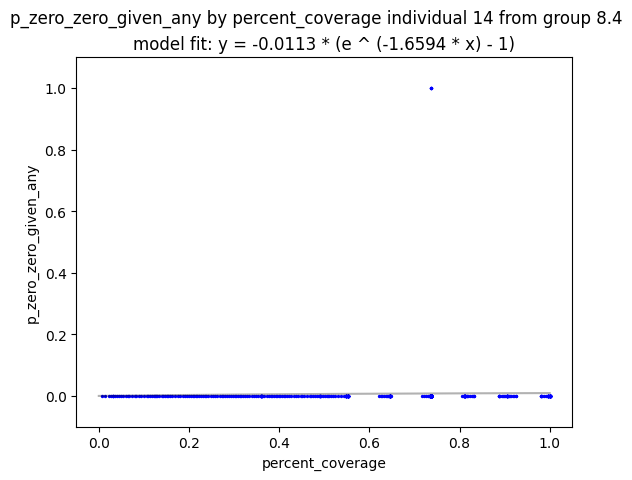 p_zero_zero_given_any by percent_coverage individual 14 from group 8.4
model fit: y = -0.0113 * (e ^ (-1.6594 * x) - 1)
p_zero_zero_given_any
1.0
0.8
0.6
0.4
0.2
0.0
0.0 0.2 0.4 0.6 0.8 1.0
percent_coverage